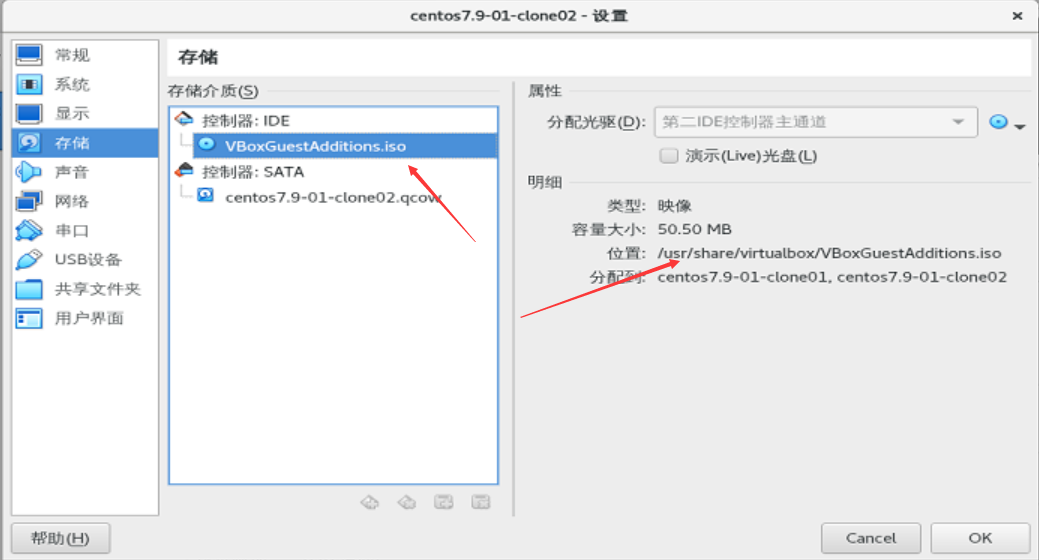 centos7.9-01-clone02 - 设置
常规
系统
显示
存储
声音
网络
串口
USB设备
共享文件夹
用户界面
存储
存储介质(S)
控制器: IDE
VBoxGuestAdditions.iso
控制器: SATA
centos7.9-01-clone02.qcow
属性
分配光驱(D): 第二IDE控制器主通道
演示(Live)光盘(L)
明细
类型: 映像
容量大小: 50.50 MB
位置: /usr/share/virtualbox/VBoxGuestAdditions.iso
分配到: centos7.9-01-clone01, centos7.9-01-clone02
帮助(H)
Cancel
OK